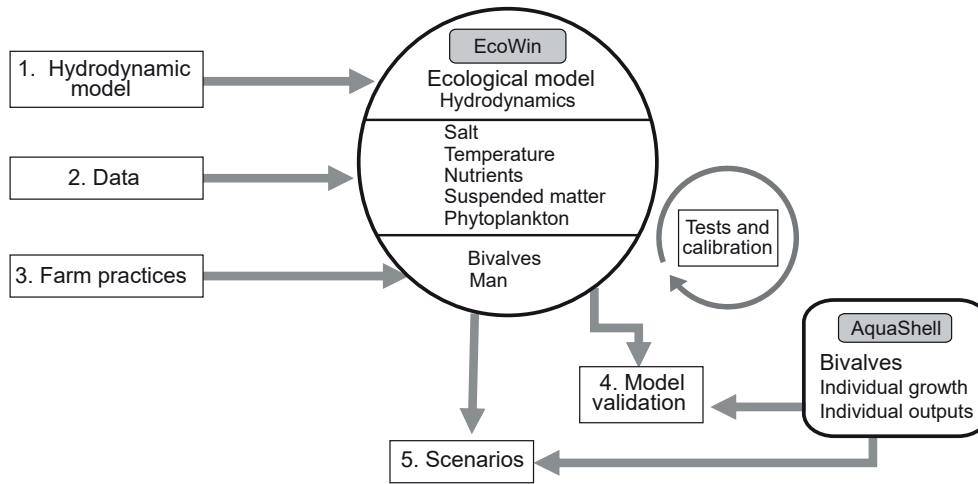 EcoWin
Ecological model
Hydrodynamics
1. Hydrodynamic
model
Salt
Temperature
Nutrients
Suspended matter
Phytoplankton
2. Data
Tests and
calibration
3. Farm practices
Bivalves
Man
AquaShell
Bivalves
Individual growth
Individual outputs
4. Model
validation
5. Scenarios